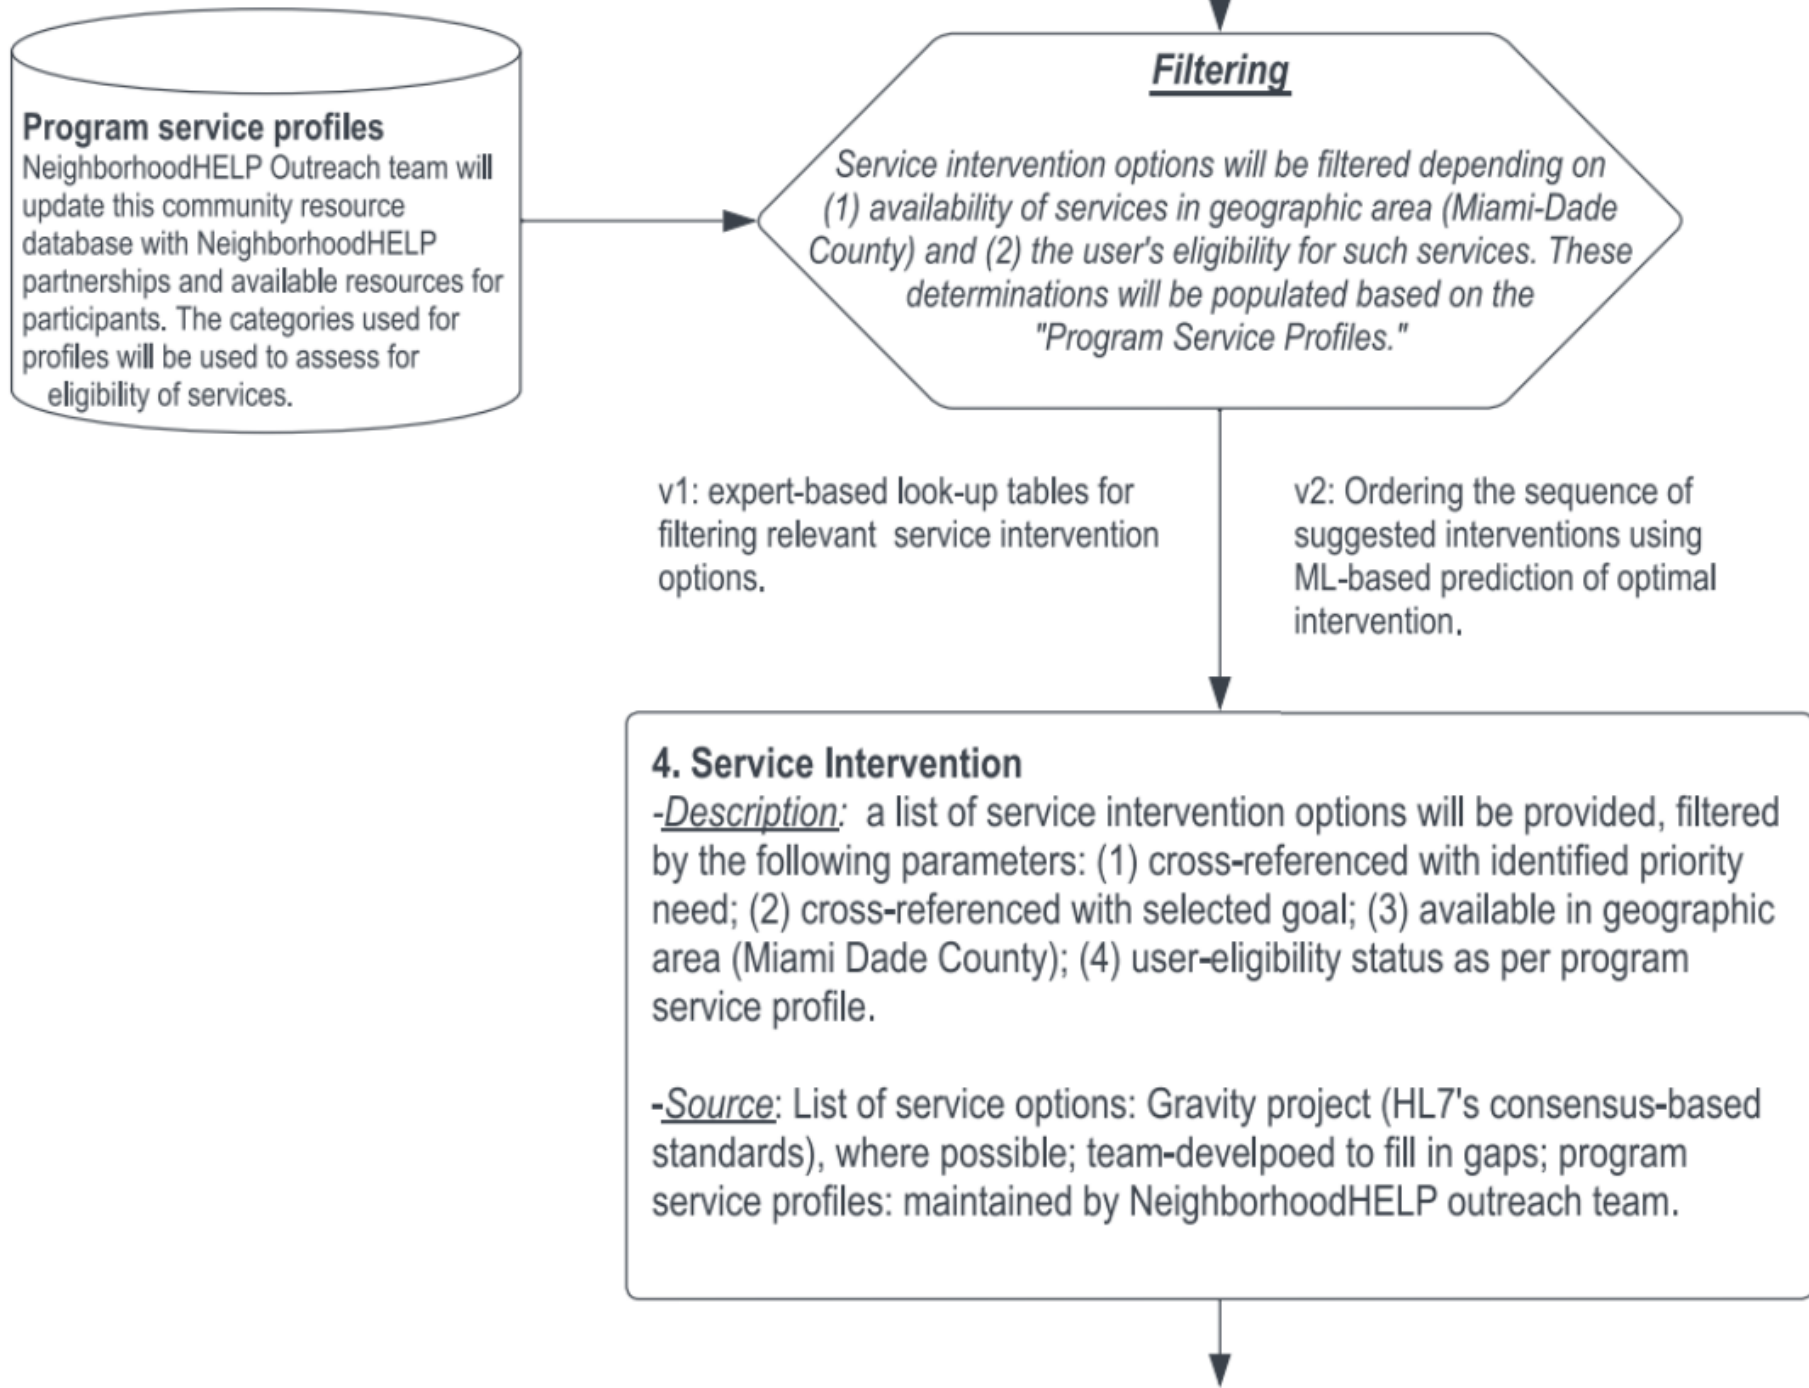 Program service profiles
NeighborhoodHELP Outreach team will
update this community resource
database with NeighborhoodHELP
partnerships and available resources for
participants. The categories used for
profiles will be used to assess for
eligibility of services.
Filtering
Service intervention options will be filtered depending on
(1) availability of services in geographic area (Miami-Dade
County) and (2) the user's eligibility for such services. These
determinations will be populated based on the
"Program Service Profiles."
v1: expert-based look-up tables for
filtering relevant service intervention
options.
v2: Ordering the sequence of
suggested interventions using
ML-based prediction of optimal
intervention.
4. Service Intervention
-Description: a list of service intervention options will be provided, filtered
by the following parameters: (1) cross-referenced with identified priority
need; (2) cross-referenced with selected goal; (3) available in geographic
area (Miami Dade County); (4) user-eligibility status as per program
service profile.
-Source: List of service options: Gravity project (HL7's consensus-based
standards), where possible; team-develpoed to fill in gaps; program
service profiles: maintained by NeighborhoodHELP outreach team.